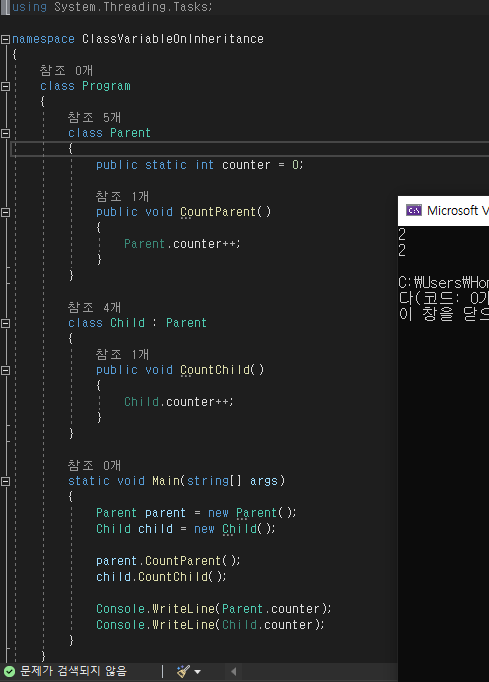 using System.Threading.Tasks;
namespace ClassVariableOnInheritance
{
참조 0개
class Program
{
참조 5개
class Parent
{
public static int counter = 0;
참조 1개
public void CountParent()
{
Parent.counter++;
}
}
참조 4개
class Child : Parent
{
참조 1개
public void CountChild()
{
Child.counter++;
}
}
참조 0개
static void Main(string[] args)
{
Parent parent = new Parent();
Child child = new Child();
parent.CountParent();
child.CountChild();
Console.WriteLine(Parent.counter);
Console.WriteLine(Child.counter);
}
}
문제가 검색되지 않음
C:\ Microsoft V
2
2
C:₩Users₩Hom
다(코드: 0개
이 창을 닫으